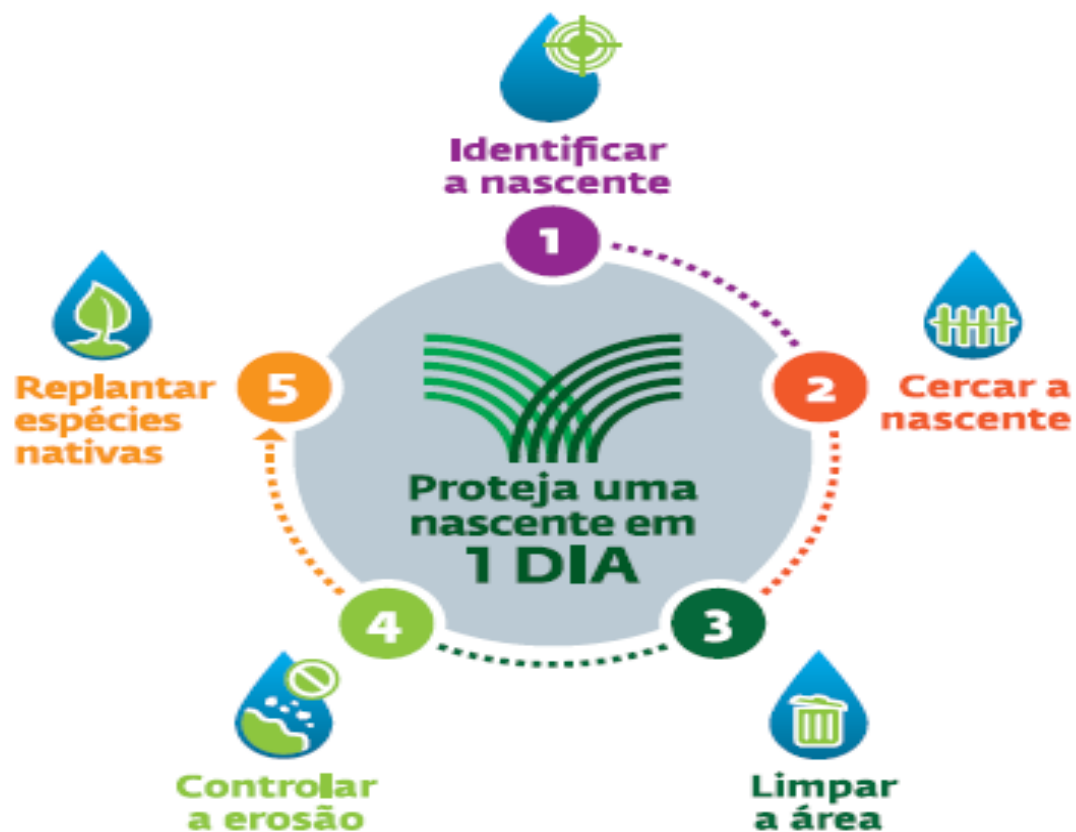 Identificar
a nascente
1
2
Cercar a
nascente
3
Limpar
a área
4
Controlar
a erosão
5
Replantar
espécies
nativas
Proteja uma
nascente em
1 DIA